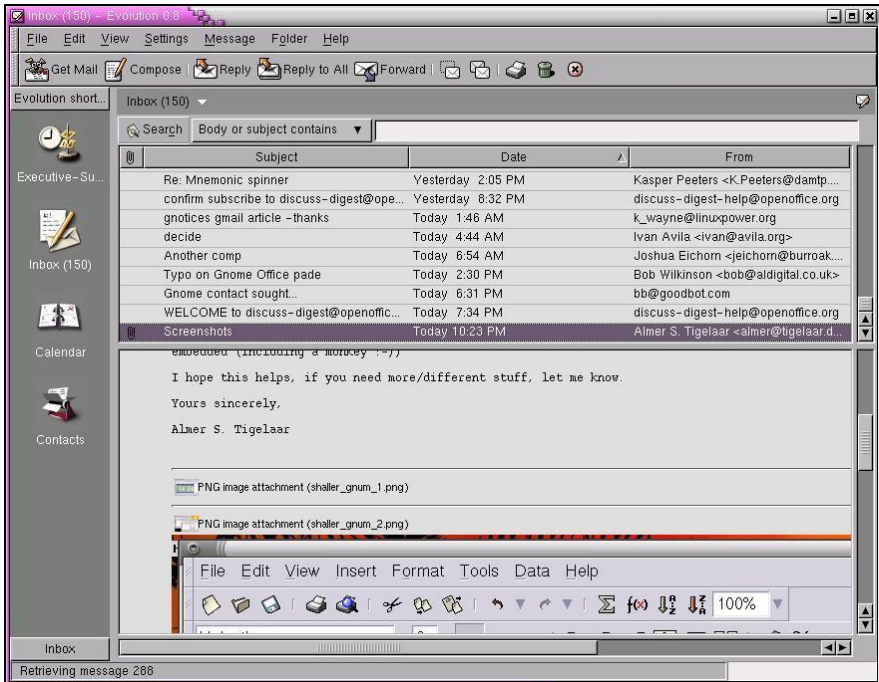 Inbox (150) - Evolution 0.8
File Edit View Settings Message Folder Help
Get Mail Compose Reply Reply to All Forward
Evolution short... Inbox (150)
Search Body or subject contains
Subject Date From
Executive-Su...
Re: Mnemonic spinner Yesterday 2:05 PM Kasper Peeters <K.Peeters@damtp....
confirm subscribe to discuss-digest@ope... Yesterday 8:32 PM discuss-digest-help@openoffice.org
gnotices gmail article -thanks Today 1:46 AM k_wayne@linuxpower.org
decide Today 4:44 AM Ivan Avila <ivan@avila.org>
Another comp Today 6:54 AM Joshua Eichorn <jeichorn@burroak....
Typo on Gnome Office pade Today 2:30 PM Bob Wilkinson <bob@aldigital.co.uk>
Gnome contact sought... Today 6:31 PM bb@goodbot.com
WELCOME to discuss-digest@openoffic... Today 7:34 PM discuss-digest-help@openoffice.org
Screenshots Today 10:23 PM Almer S. Tigelaar <almer@tigelaar.d...
Inbox (150)
Calendar
Contacts
embedded (including a monkey :-))
I hope this helps, if you need more/different stuff, let me know.
Yours sincerely,
Almer S. Tigelaar
PNG image attachment (shaller_gnum_1.png)
PNG image attachment (shaller_gnum_2.png)
File Edit View Insert Format Tools Data Help
f(x) 100%
Inbox
Retrieving message 288